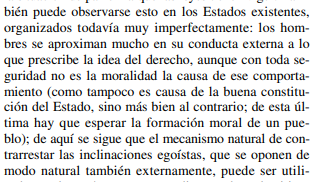 bién puede observarse esto en los Estados existentes,
organizados todavía muy imperfectamente: los hom-
bres se aproximan mucho en su conducta externa a lo
que prescribe la idea del derecho, aunque con toda se-
guridad no es la moralidad la causa de ese comporta-
miento (como tampoco es causa de la buena constitu-
ción del Estado, sino más bien al contrario; de esta úl-
tima hay que esperar la formación moral de un pue-
blo); de aquí se sigue que el mecanismo natural de con-
trarrestar las inclinaciones egoístas, que se oponen de
modo natural también externamente, puede ser utili-